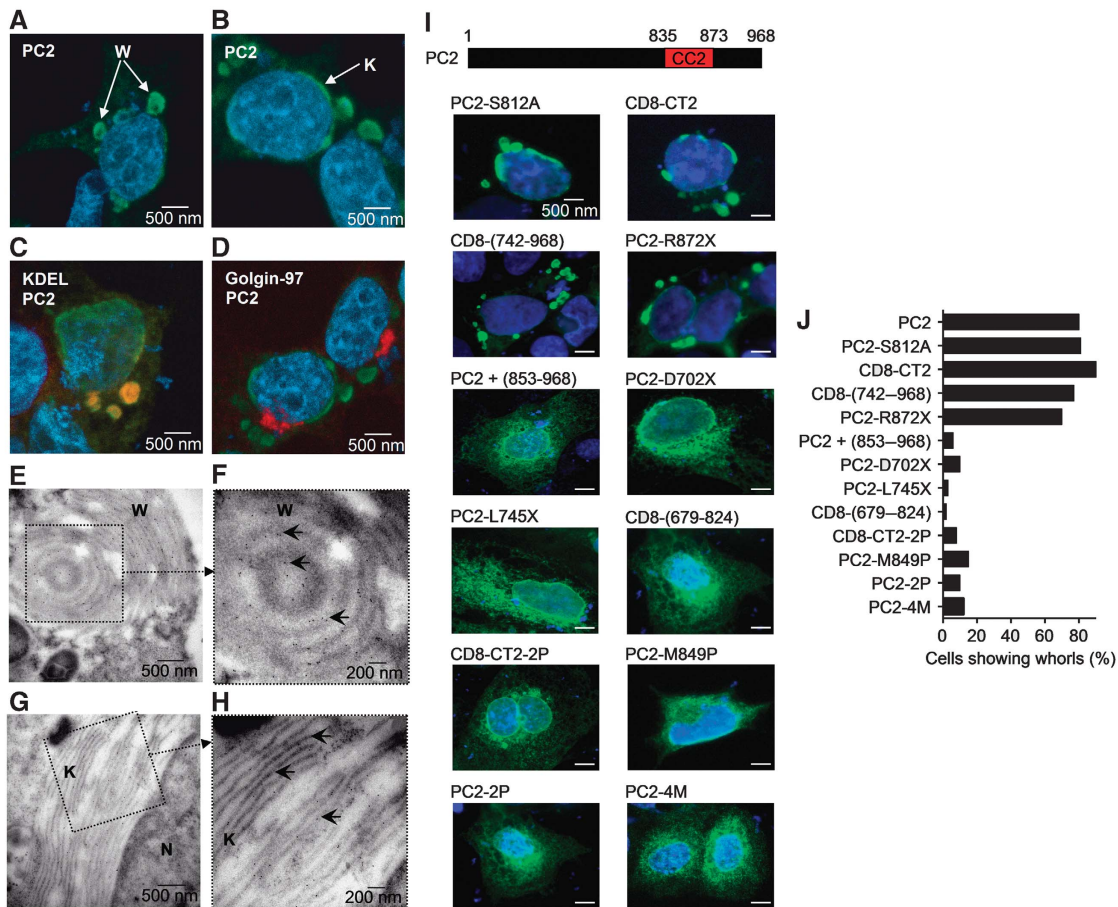 A
PC2
W
500 nm
B
PC2
K
500 nm
C
KDEL
PC2
500 nm
D
Golgin-97
PC2
500 nm
E
W
500 nm
F
W
200 nm
G
K
N
500 nm
H
K
200 nm
I
1 835 873 968
PC2 CC2
PC2-S812A
500 nm
CD8-CT2
CD8-(742-968)
PC2-R872X
PC2 + (853-968)
PC2-D702X
PC2-L745X
CD8-(679-824)
CD8-CT2-2P
PC2-M849P
PC2-2P
PC2-4M
J
PC2
PC2-S812A
CD8-CT2
CD8-(742–968)
PC2-R872X
PC2 + (853–968)
PC2-D702X
PC2-L745X
CD8-(679–824)
CD8-CT2-2P
PC2-M849P
PC2-2P
PC2-4M
0 20 40 60 80
Cells showing whorls (%)